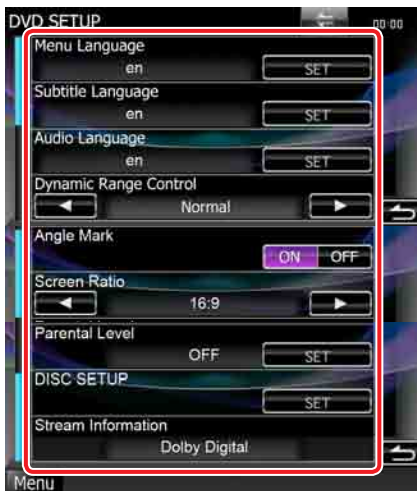 DVD SETUP 00:00
Menu Language
en SET
Subtitle Language
en SET
Audio Language
en SET
Dynamic Range Control
Normal
Angle Mark
ON OFF
Screen Ratio
16:9
Parental Level
OFF SET
DISC SETUP
SET
Stream Information
Dolby Digital
Menu